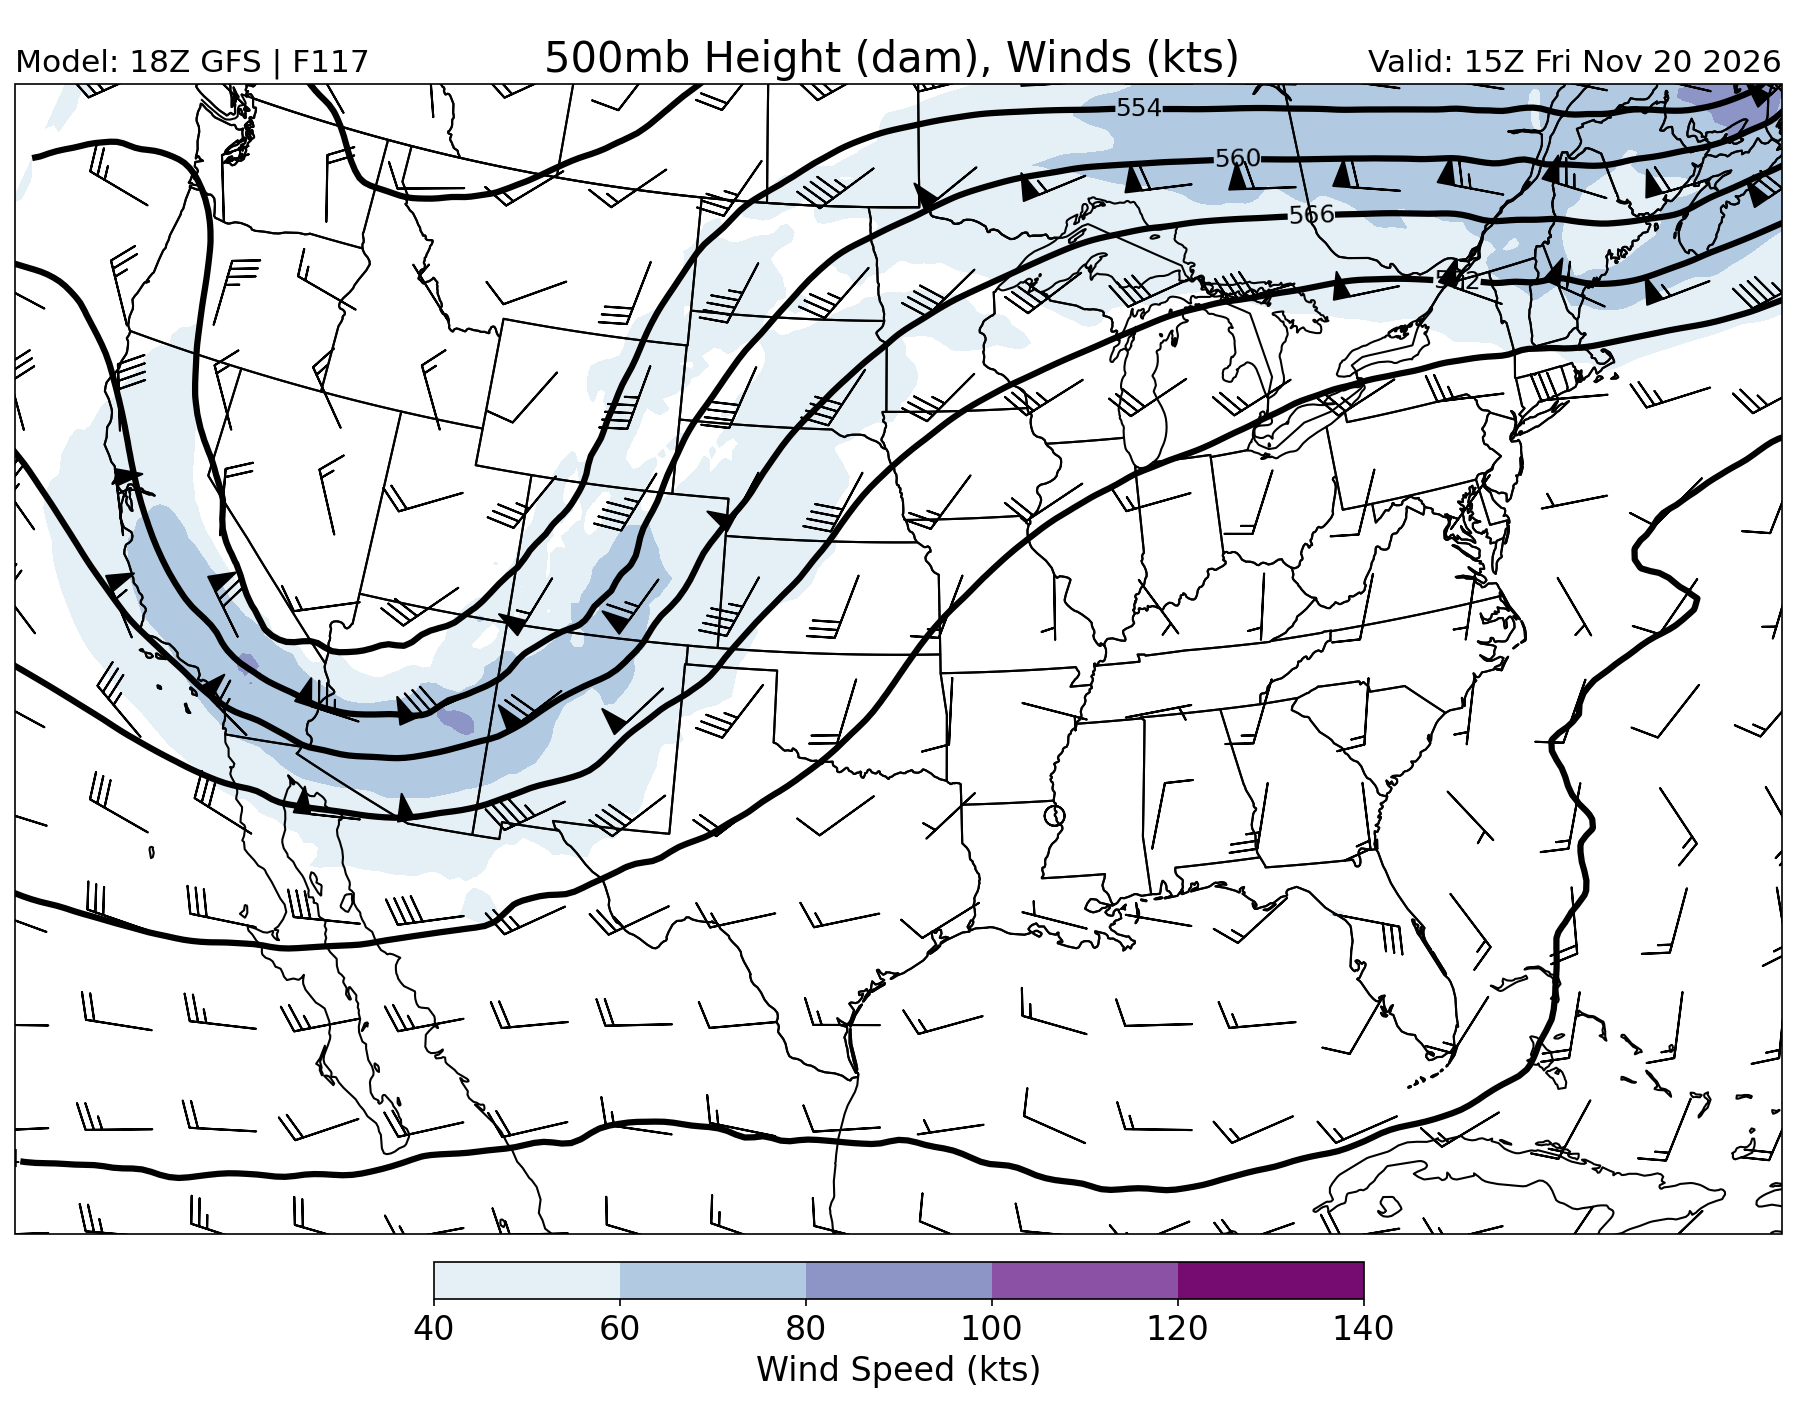 Model: 18Z GFS | F117
500mb Height (dam), Winds (kts)
Valid: 15Z Fri Nov 20 2026
554
560
566
40 60 80 100 120 140
Wind Speed (kts)